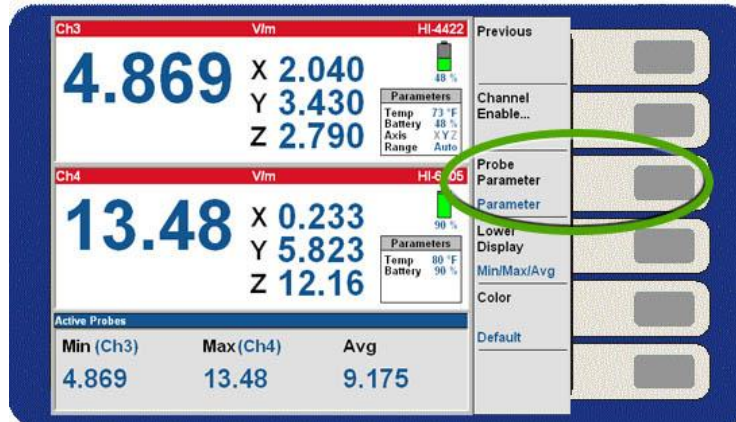 Ch3 V/m HI-4422
4.869
X 2.040
Y 3.430
Z 2.790
48 %
Parameters
Temp 73 °F
Battery 48 %
Axis XYZ
Range Auto
Ch4 V/m
13.48
X 0.233
Y 5.823
Z 12.16
90 %
Parameters
Temp 80 °F
Battery 90 %
Active Probes
Min (Ch3) Max (Ch4) Avg
4.869 13.48 9.175
Previous
Channel
Enable...
Probe
Parameter
Parameter
Lower
Display
Min/Max/Avg
Color
Default